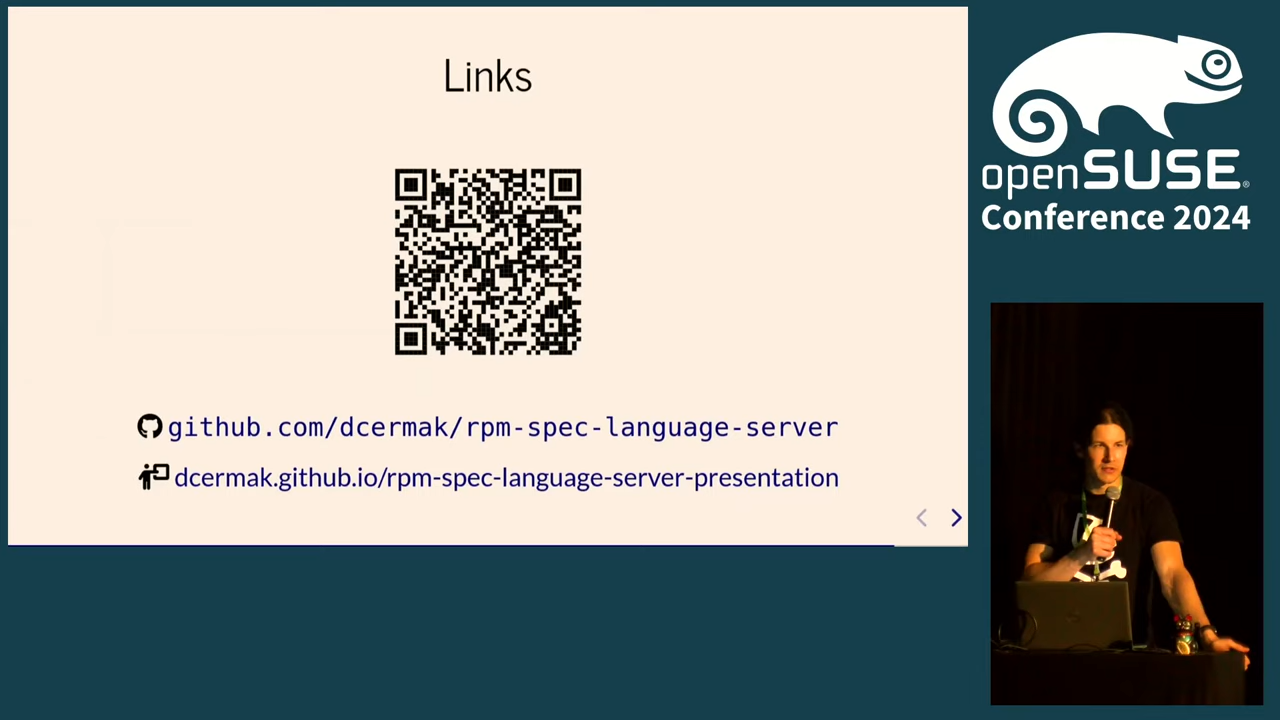 Links
github.com/dcermak/rpm-spec-language-server
dcermak.github.io/rpm-spec-language-server-presentation
openSUSE®
Conference 2024